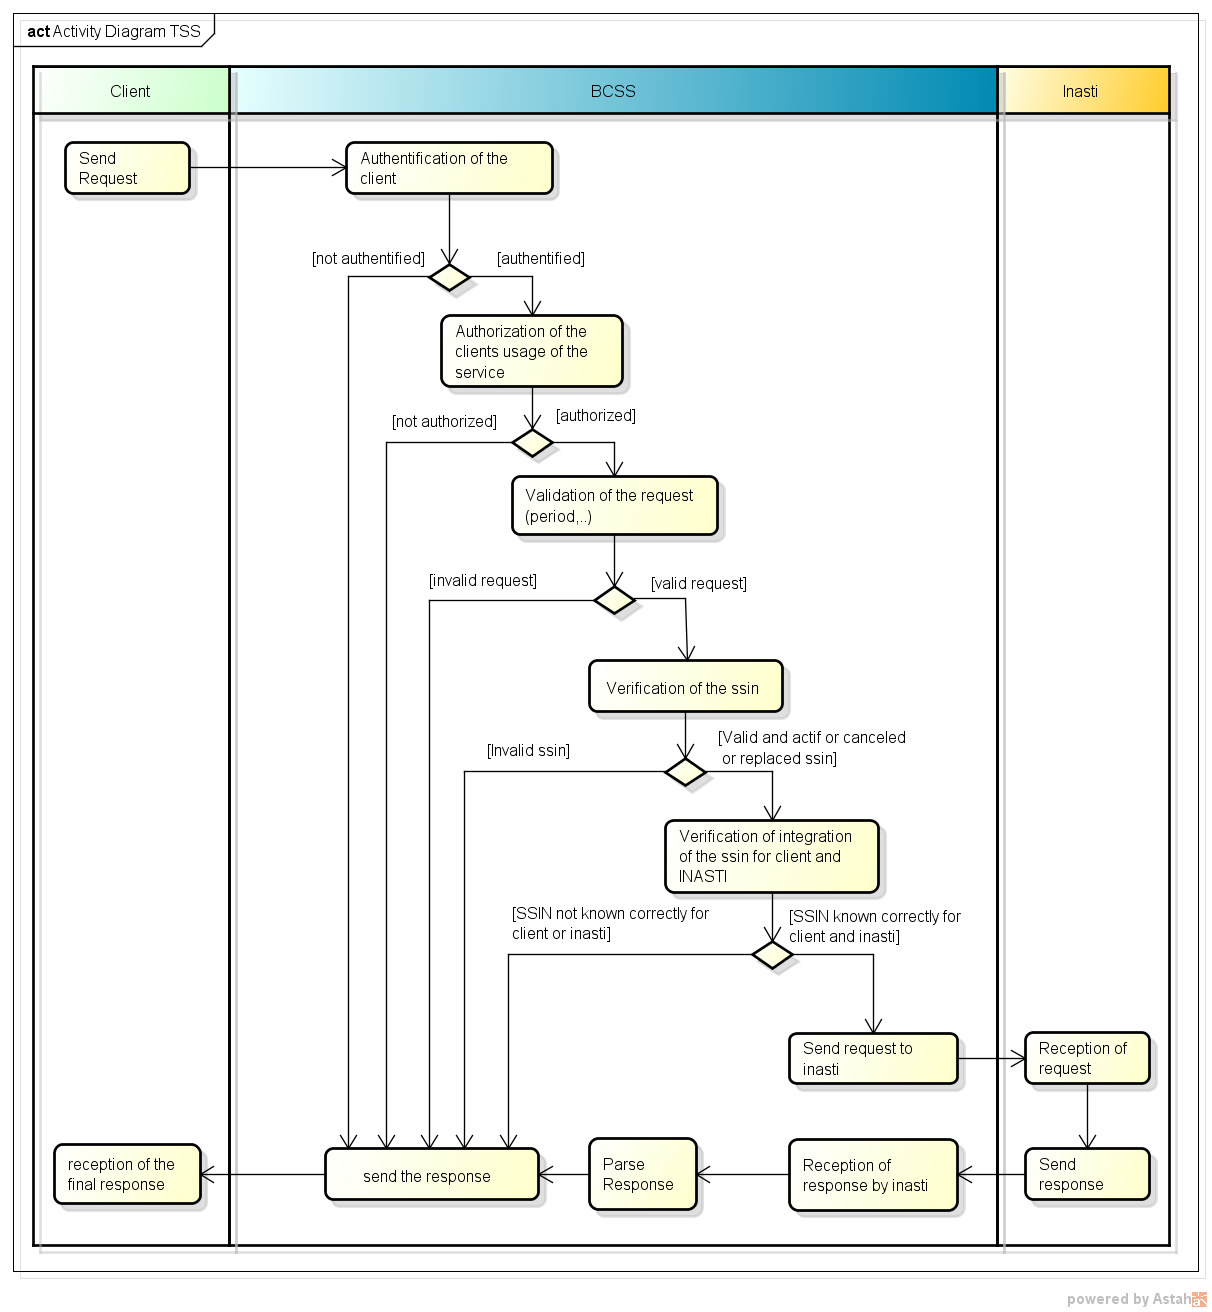 act Activity Diagram TSS
Client
BCSS
Inasti
Send
Request
Authentification of the
client
[not authentified]
[authentified]
Authorization of the
clients usage of the
service
[not authorized]
[authorized]
Validation of the request
(period,..)
[invalid request]
[valid request]
Verification of the ssin
[Invalid ssin]
[Valid and actif or canceled
or replaced ssin]
Verification of integration
of the ssin for client and
INASTI
[SSIN not known correctly for
client or inasti]
[SSIN known correctly for
client and inasti]
Send request to
inasti
Reception of
request
reception of the
final response
send the response
Parse
Response
Reception of
response by inasti
Send
response
powered by Astah